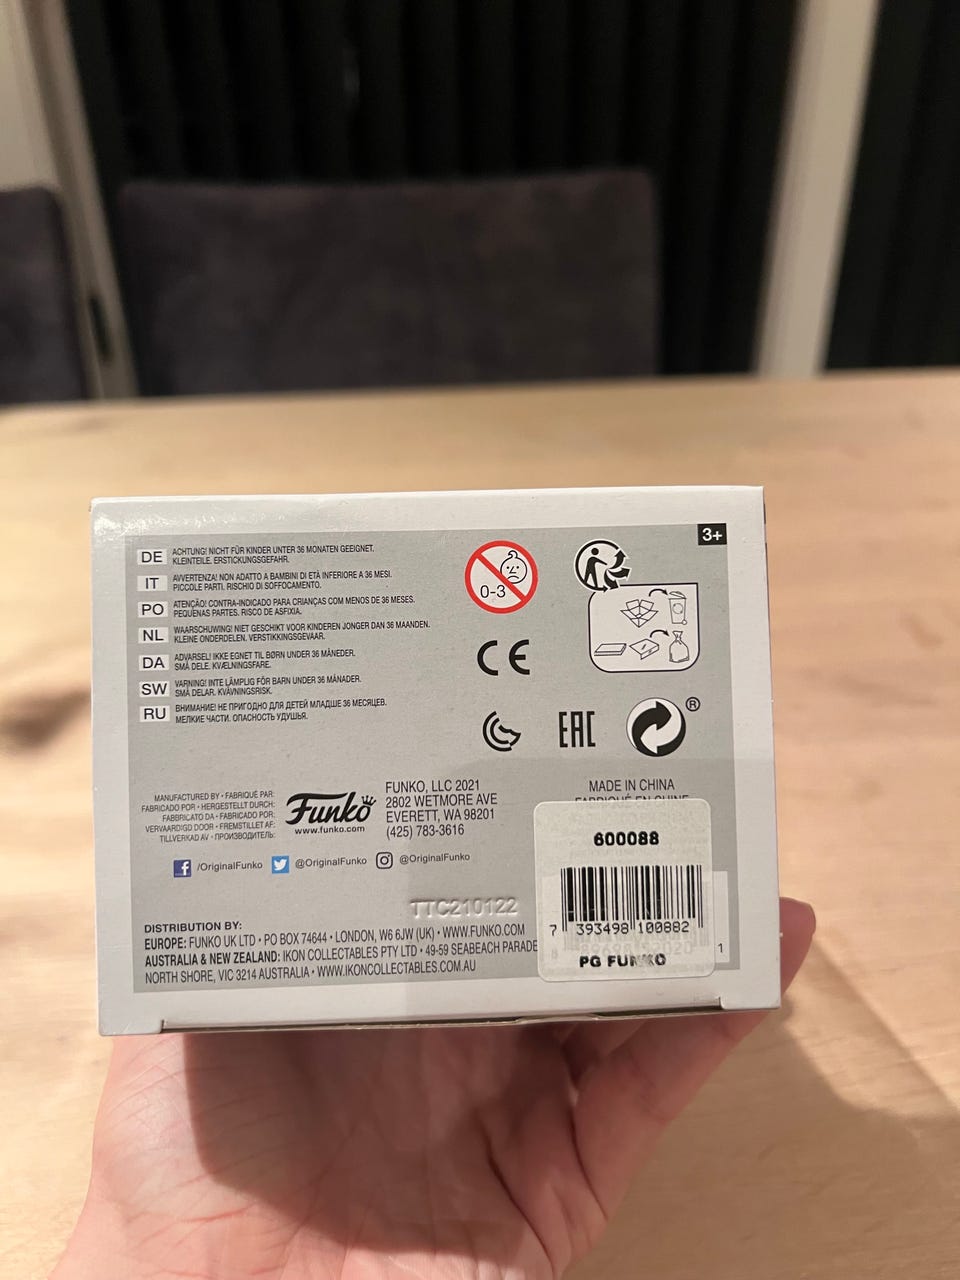 3+
DE ACHTUNG! NICHT FÜR KINDER UNTER 36 MONATEN GEEIGNET.
KLEINTEILE. ERSTICKUNGSGEFAHR.
IT AVVERTENZA! NON ADATTO A BAMBINI DI ETÀ INFERIORE A 36 MESI.
PICCOLE PARTI. RISCHIO DI SOFFOCAMENTO.
PO ATENÇÃO! CONTRA-INDICADO PARA CRIANÇAS COM MENOS DE 36 MESES.
PEQUENAS PARTES. RISCO DE ASFIXIA.
NL WAARSCHUWING! NIET GESCHIKT VOOR KINDEREN JONGER DAN 36 MAANDEN.
KLEINE ONDERDELEN. VERSTIKKINGSGEVAAR.
DA ADVARSEL! IKKE EGNET TIL BØRN UNDER 36 MÅNEDER.
SMÅ DELE. KVÆLNINGSFARE.
SW VARNING! INTE LÄMPLIG FÖR BARN UNDER 36 MÅNADER.
SMÅ DELAR. KVÄVNINGSRISK.
RU ВНИМАНИЕ! НЕ ПРИГОДНО ДЛЯ ДЕТЕЙ МЛАДШЕ 36 МЕСЯЦЕВ.
МЕЛКИЕ ЧАСТИ. ОПАСНОСТЬ УДУШЬЯ.
0-3
CE
EAC
®
MANUFACTURED BY • FABRIQUÉ PAR:
FABRICADO POR • HERGESTELLT DURCH:
FABBRICATO DA • FABRICADO POR:
VERVAARDIGD DOOR • FREMSTILLET AF:
TILLVERKAD AV • ПРОИЗВОДИТЕЛЬ:
Funko
www.funko.com
FUNKO, LLC 2021
2802 WETMORE AVE
EVERETT, WA 98201
(425) 783-3616
MADE IN CHINA
FABRIQUÉ EN CHINE
/OriginalFunko @OriginalFunko @OriginalFunko
TTC210122
DISTRIBUTION BY:
EUROPE: FUNKO UK LTD • PO BOX 74644 • LONDON, W6 6JW (UK) • WWW.FUNKO.COM
AUSTRALIA & NEW ZEALAND: IKON COLLECTABLES PTY LTD • 49-59 SEABEACH PARADE
NORTH SHORE, VIC 3214 AUSTRALIA • WWW.IKONCOLLECTABLES.COM.AU
600088
7 393498 100882
PG FUNKO
1